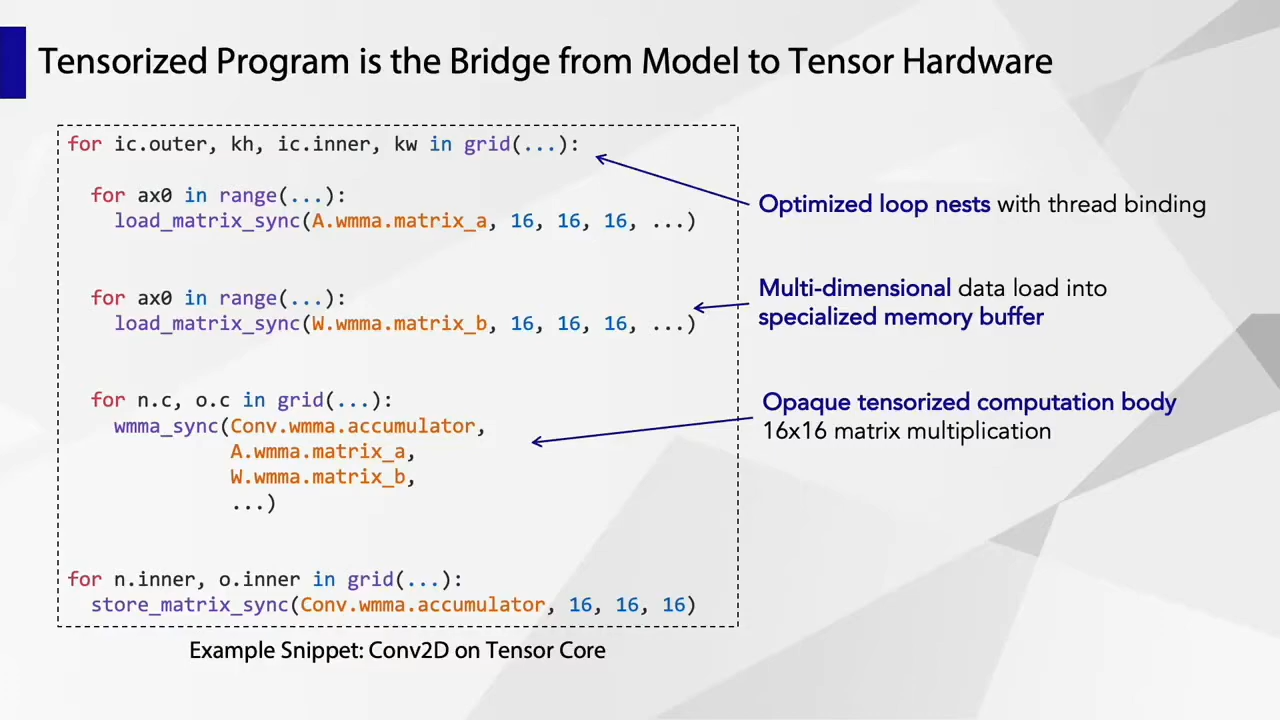 Tensorized Program is the Bridge from Model to Tensor Hardware
for ic.outer, kh, ic.inner, kw in grid(...):
for ax0 in range(...):
load_matrix_sync(A.wmma.matrix_a, 16, 16, 16, ...)
for ax0 in range(...):
load_matrix_sync(W.wmma.matrix_b, 16, 16, 16, ...)
for n.c, o.c in grid(...):
wmma_sync(Conv.wmma.accumulator,
A.wmma.matrix_a,
W.wmma.matrix_b,
...)
for n.inner, o.inner in grid(...):
store_matrix_sync(Conv.wmma.accumulator, 16, 16, 16)
Example Snippet: Conv2D on Tensor Core
Optimized loop nests with thread binding
Multi-dimensional data load into
specialized memory buffer
Opaque tensorized computation body
16x16 matrix multiplication